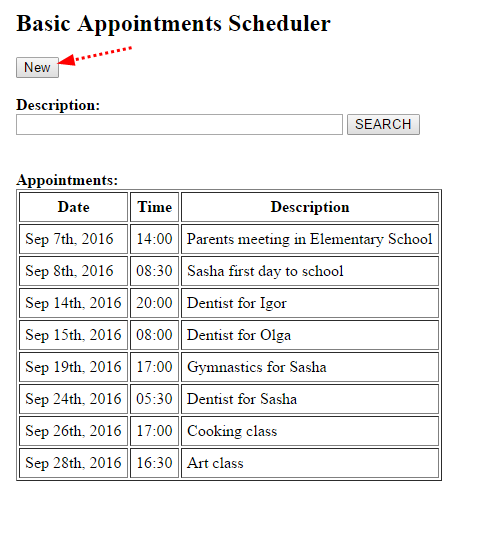 Basic Appointments Scheduler
New
Description:
SEARCH
Appointments:
Date Time Description
Sep 7th, 2016 14:00 Parents meeting in Elementary School
Sep 8th, 2016 08:30 Sasha first day to school
Sep 14th, 2016 20:00 Dentist for Igor
Sep 15th, 2016 08:00 Dentist for Olga
Sep 19th, 2016 17:00 Gymnastics for Sasha
Sep 24th, 2016 05:30 Dentist for Sasha
Sep 26th, 2016 17:00 Cooking class
Sep 28th, 2016 16:30 Art class